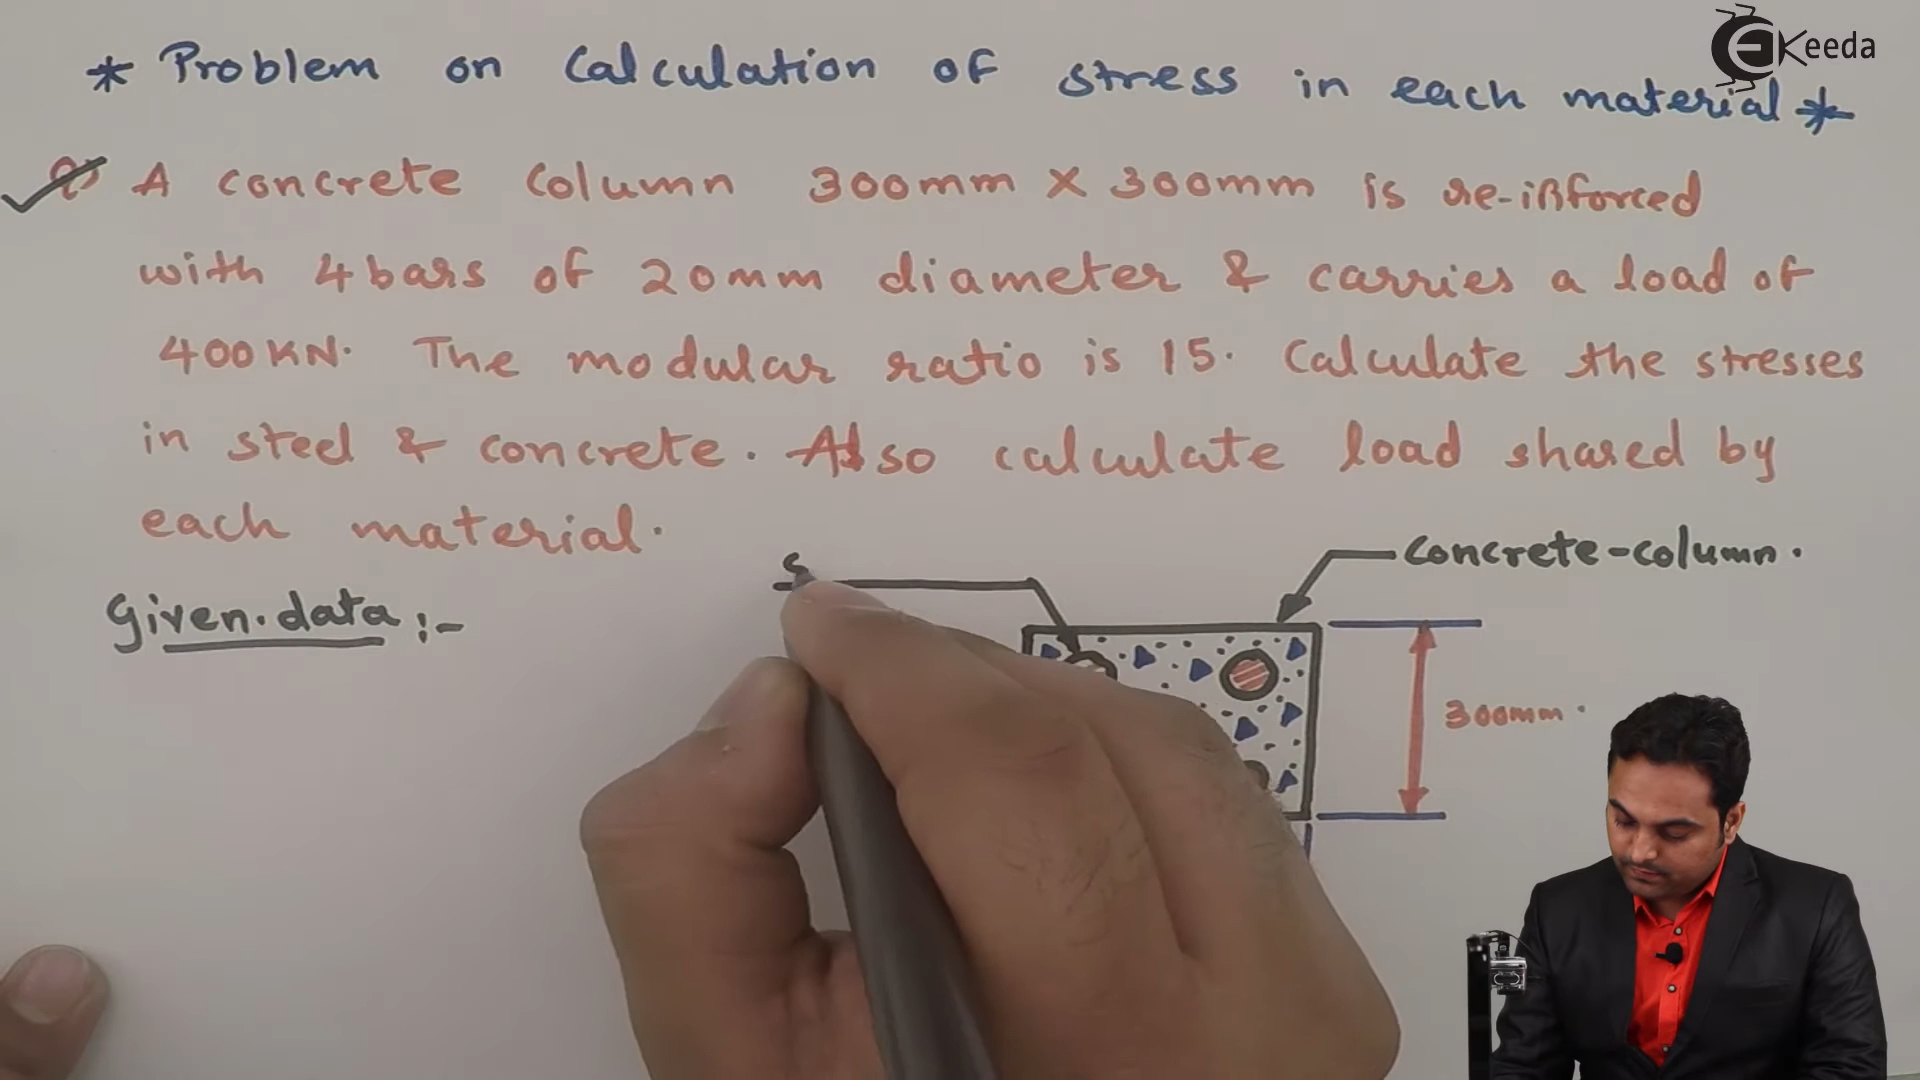 Keeda
* Problem on Calculation of stress in each material *
Q) A concrete column 300mm X 300mm is re-inforced
with 4 bars of 20mm diameter & carries a load of
400KN. The modular ratio is 15. Calculate the stresses
in steel & concrete. Also calculate load shared by
each material.
Concrete-column.
Given.data :-
300mm.